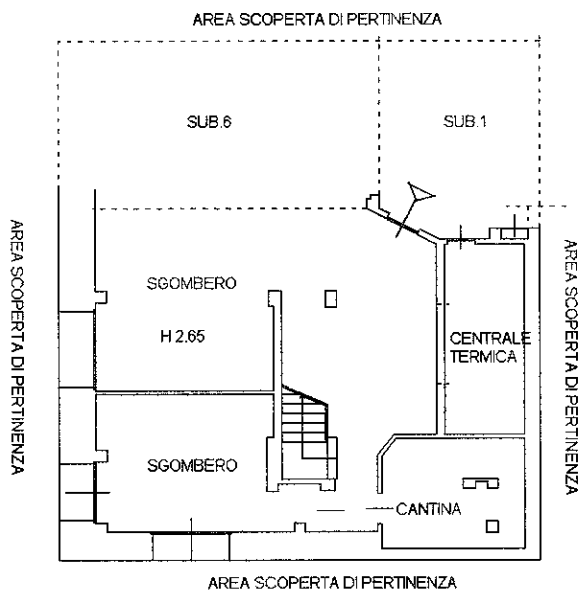 AREA SCOPERTA DI PERTINENZA
SUB.6
SUB.1
AREA SCOPERTA DI PERTINENZA
AREA SCOPERTA DI PERTINENZA
SGOMBERO
H 2.65
CENTRALE
TERMICA
SGOMBERO
CANTINA
AREA SCOPERTA DI PERTINENZA